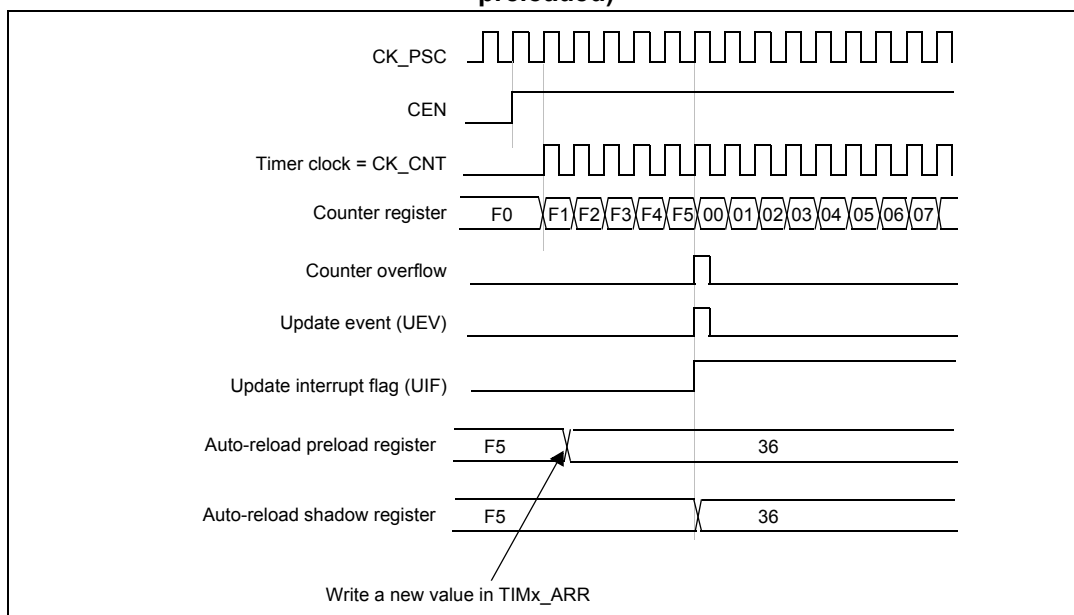 preloaded)
CK_PSC
CEN
Timer clock = CK_CNT
Counter register F0 F1 F2 F3 F4 F5 00 01 02 03 04 05 06 07
Counter overflow
Update event (UEV)
Update interrupt flag (UIF)
Auto-reload preload register F5 36
Auto-reload shadow register F5 36
Write a new value in TIMx_ARR